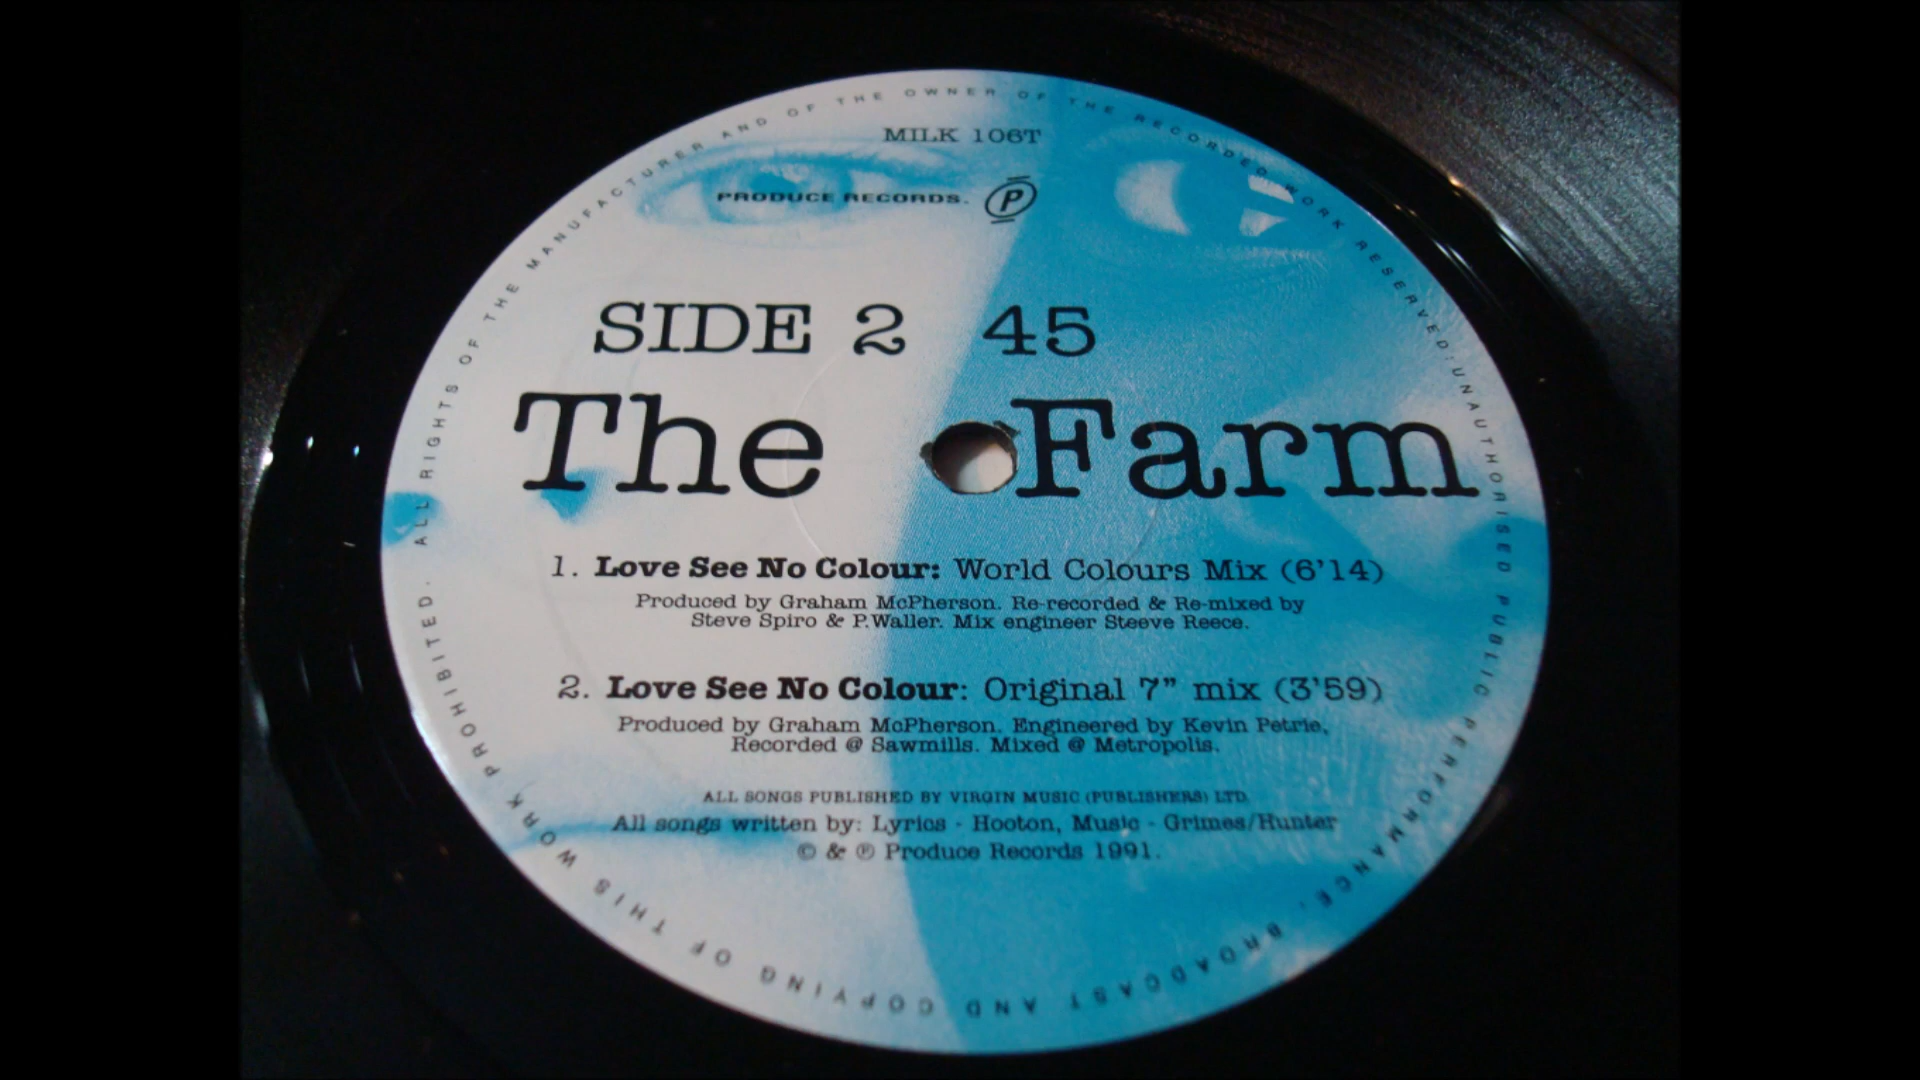 MILK 106T
PRODUCE RECORDS. P
SIDE 2 45
The Farm
1. Love See No Colour: World Colours Mix (6'14)
Produced by Graham McPherson. Re-recorded & Re-mixed by
Steve Spiro & P.Waller. Mix engineer Steeve Reece.
2. Love See No Colour: Original 7" mix (3'59)
Produced by Graham McPherson. Engineered by Kevin Petrie,
Recorded @ Sawmills. Mixed @ Metropolis.
ALL SONGS PUBLISHED BY VIRGIN MUSIC (PUBLISHERS) LTD.
All songs written by: Lyrics - Hooton, Music - Grimes/Hunter
© & ℗ Produce Records 1991.
ALL RIGHTS OF THE MANUFACTURER AND OF THE OWNER OF THE RECORDED WORK RESERVED: UNAUTHORISED PUBLIC PERFORMANCE, BROADCAST AND COPYING OF THIS WORK PROHIBITED.